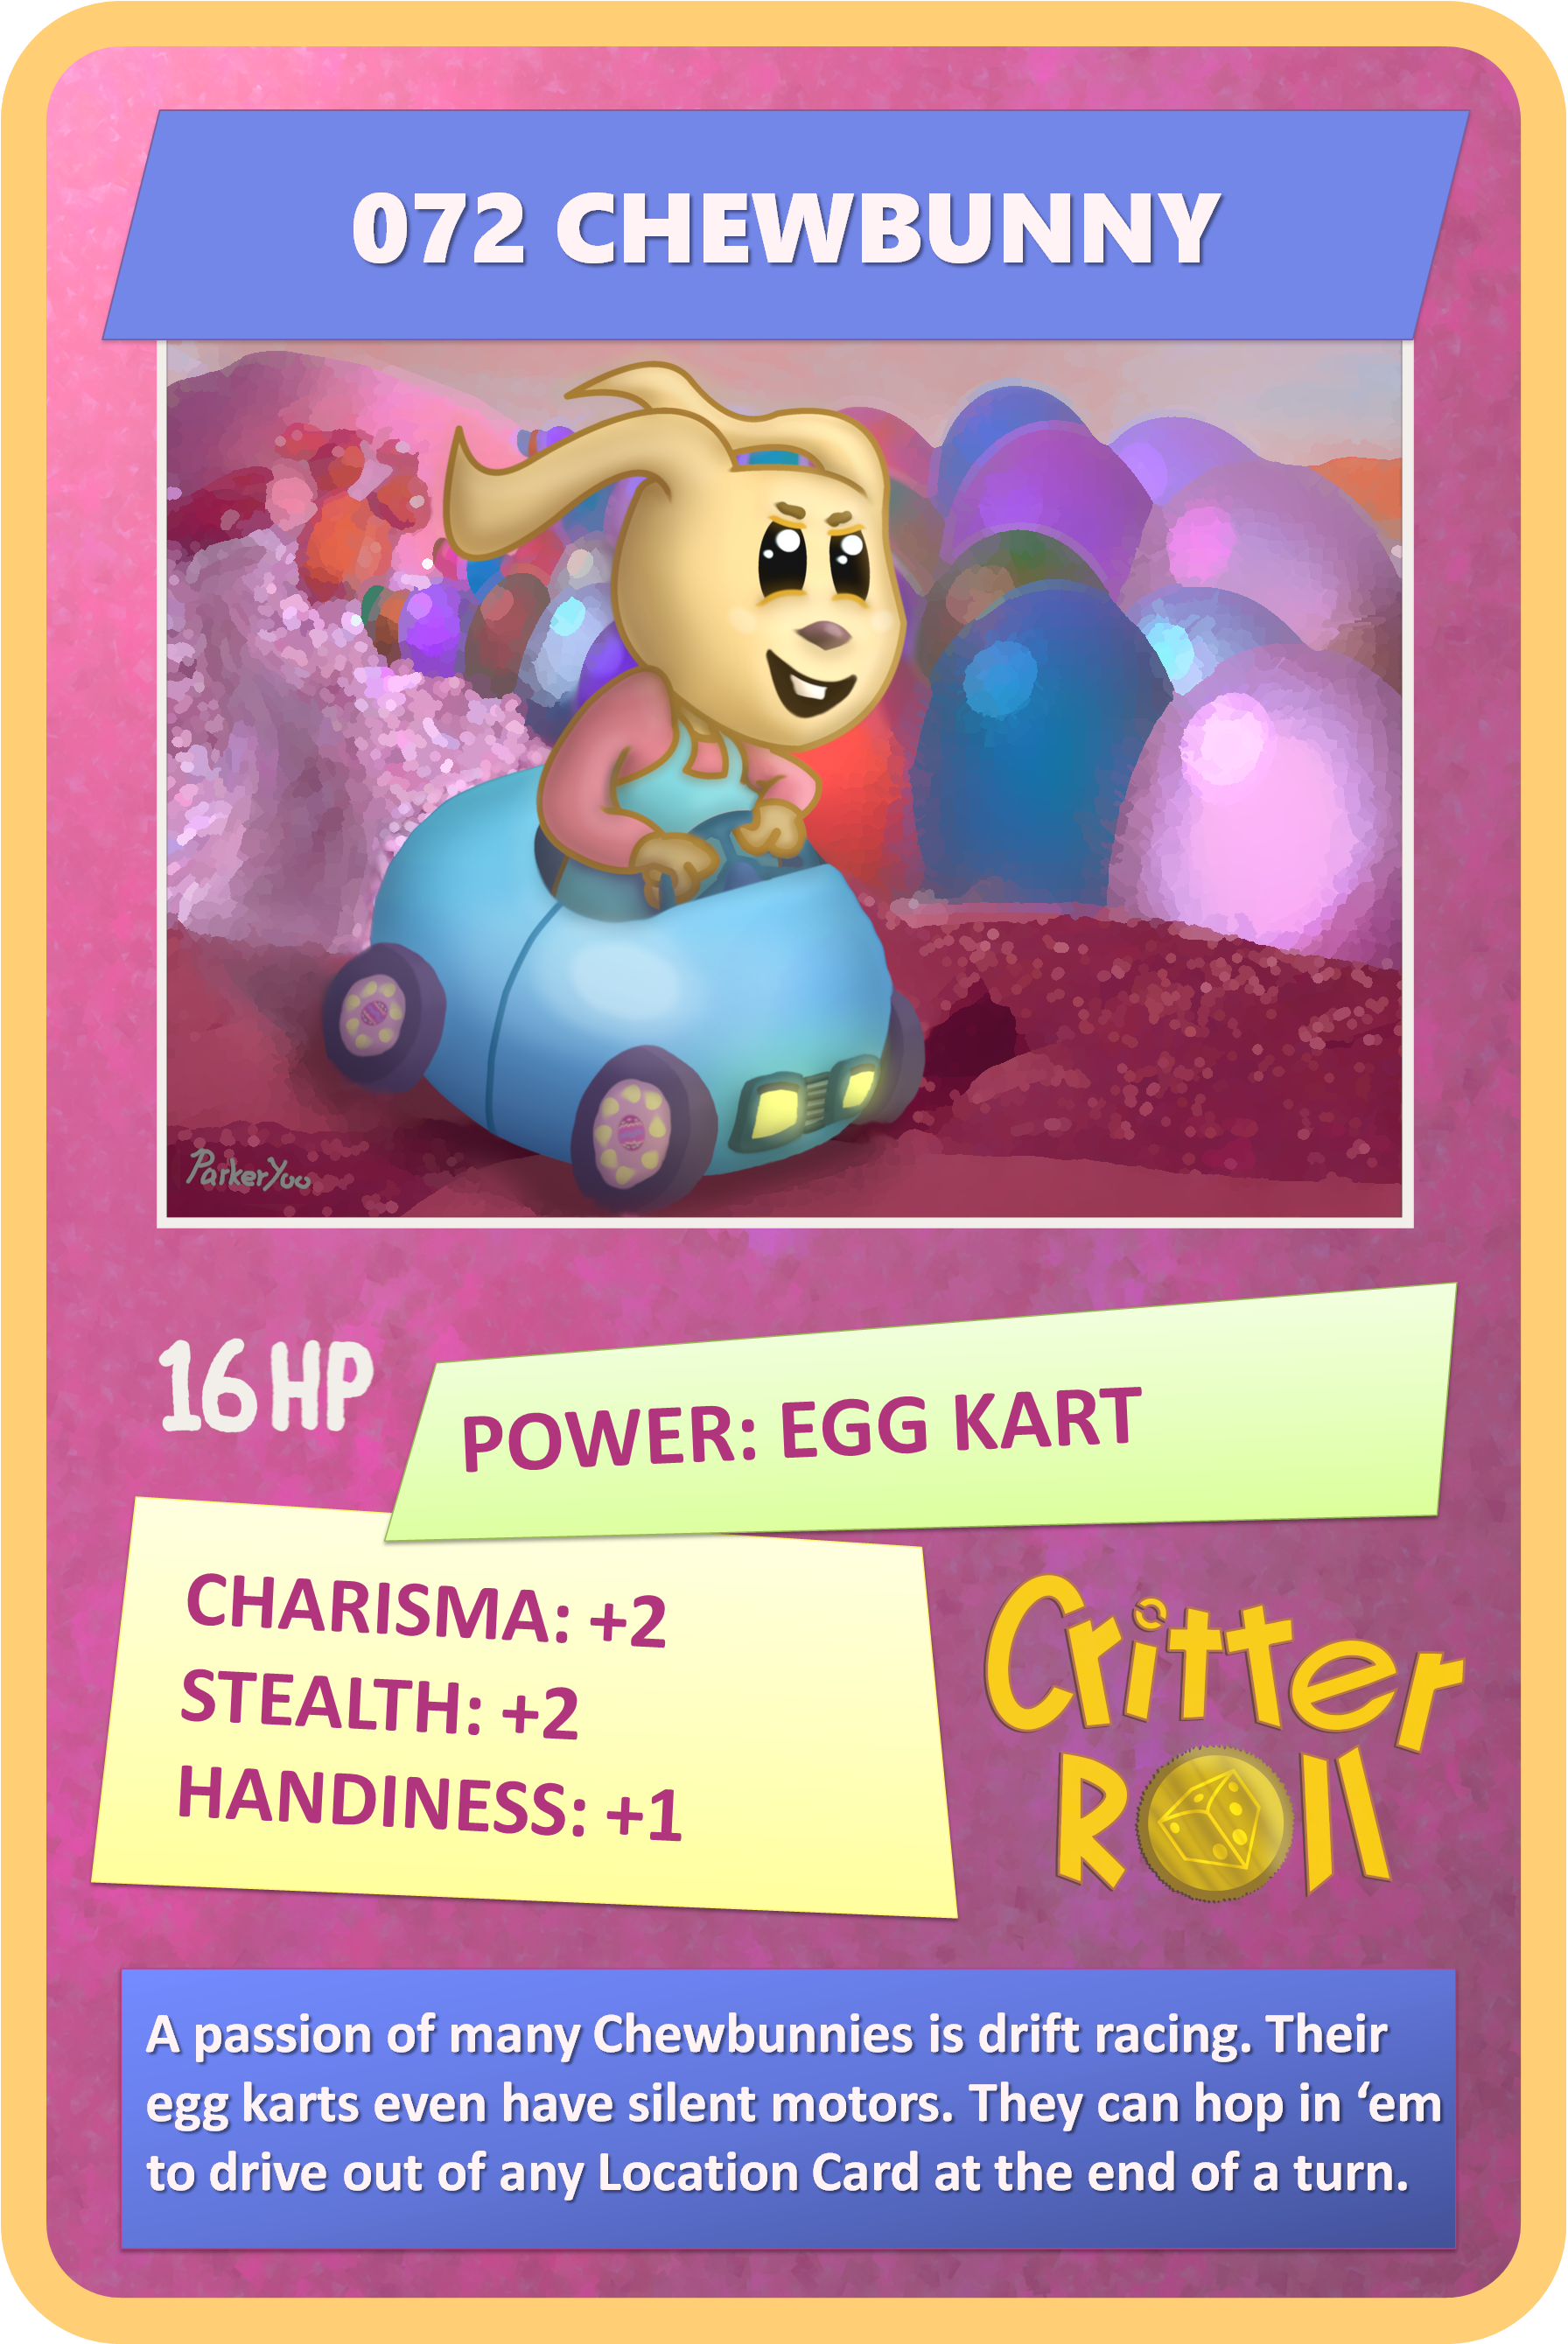 072 CHEWBUNNY
ParkerYoo
16 HP
POWER: EGG KART
CHARISMA: +2
STEALTH: +2
HANDINESS: +1
Critter
Roll
A passion of many Chewbunnies is drift racing. Their
egg karts even have silent motors. They can hop in ‘em
to drive out of any Location Card at the end of a turn.